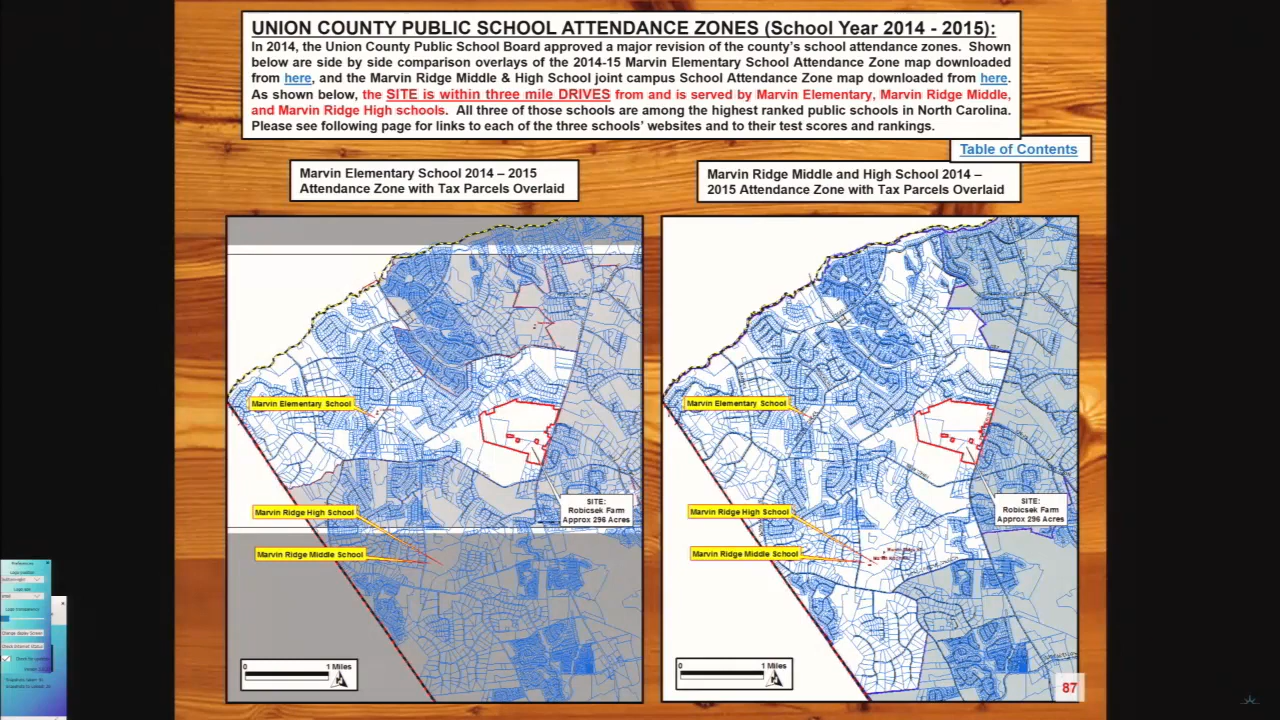 UNION COUNTY PUBLIC SCHOOL ATTENDANCE ZONES (School Year 2014 - 2015):
In 2014, the Union County Public School Board approved a major revision of the county's school attendance zones. Shown
below are side by side comparison overlays of the 2014-15 Marvin Elementary School Attendance Zone map downloaded
from here, and the Marvin Ridge Middle & High School joint campus School Attendance Zone map downloaded from here.
As shown below, the SITE is within three mile DRIVES from and is served by Marvin Elementary, Marvin Ridge Middle,
and Marvin Ridge High schools. All three of those schools are among the highest ranked public schools in North Carolina.
Please see following page for links to each of the three schools' websites and to their test scores and rankings.
Table of Contents
Marvin Elementary School 2014 – 2015
Attendance Zone with Tax Parcels Overlaid
Marvin Ridge Middle and High School 2014 –
2015 Attendance Zone with Tax Parcels Overlaid
Marvin Elementary School
Marvin Ridge High School
Marvin Ridge Middle School
SITE:
Robicsek Farm
Approx 296 Acres
0 1 Miles
Marvin Elementary School
Marvin Ridge High School
Marvin Ridge Middle School
SITE:
Robicsek Farm
Approx 296 Acres
0 1 Miles
87
Preferences